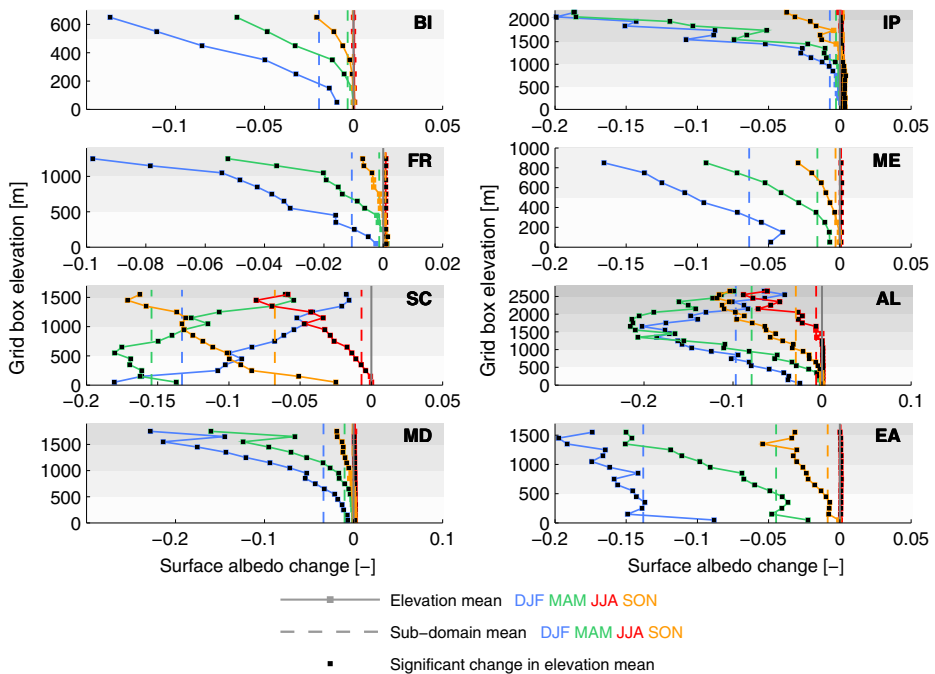 BI
600
400
200
0
−0.1 −0.05 0 0.05
IP
2000
1500
1000
500
0
−0.2 −0.15 −0.1 −0.05 0 0.05
FR
1500
1000
500
0
−0.1 −0.08 −0.06 −0.04 −0.02 0 0.02
ME
1000
800
600
400
200
0
−0.2 −0.15 −0.1 −0.05 0 0.05
SC
1500
1000
500
0
−0.2 −0.15 −0.1 −0.05 0 0.05
AL
2500
2000
1500
1000
500
0
−0.2 −0.1 0 0.1
MD
1500
1000
500
0
−0.2 −0.1 0 0.1
EA
1500
1000
500
0
−0.2 −0.15 −0.1 −0.05 0 0.05
Grid box elevation [m]
Grid box elevation [m]
Surface albedo change [−]
Surface albedo change [−]
Elevation mean DJF MAM JJA SON
Sub−domain mean DJF MAM JJA SON
Significant change in elevation mean